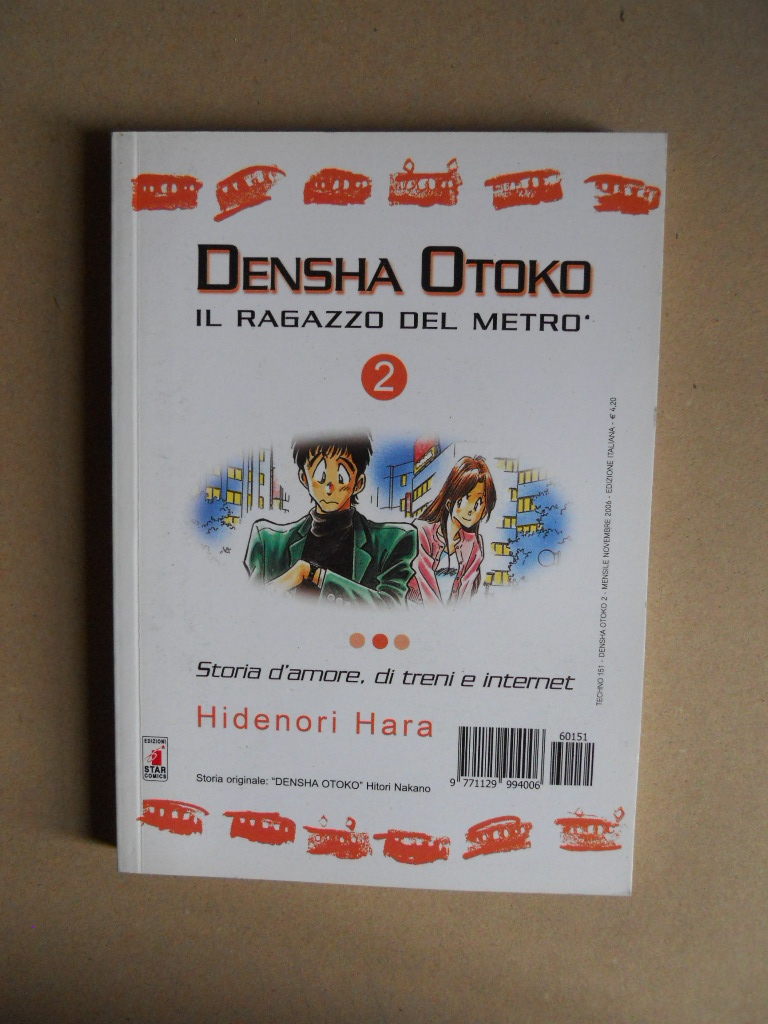 DENSHA OTOKO
IL RAGAZZO DEL METRO'
2
TECHNO 151 - DENSHA OTOKO 2 - MENSILE NOVEMBRE 2006 - EDIZIONE ITALIANA - € 4,20
Storia d'amore, di treni e internet
Hidenori Hara
EDIZIONI
STAR
COMICS
Storia originale: "DENSHA OTOKO" Hitori Nakano
60151
9 771129 994006